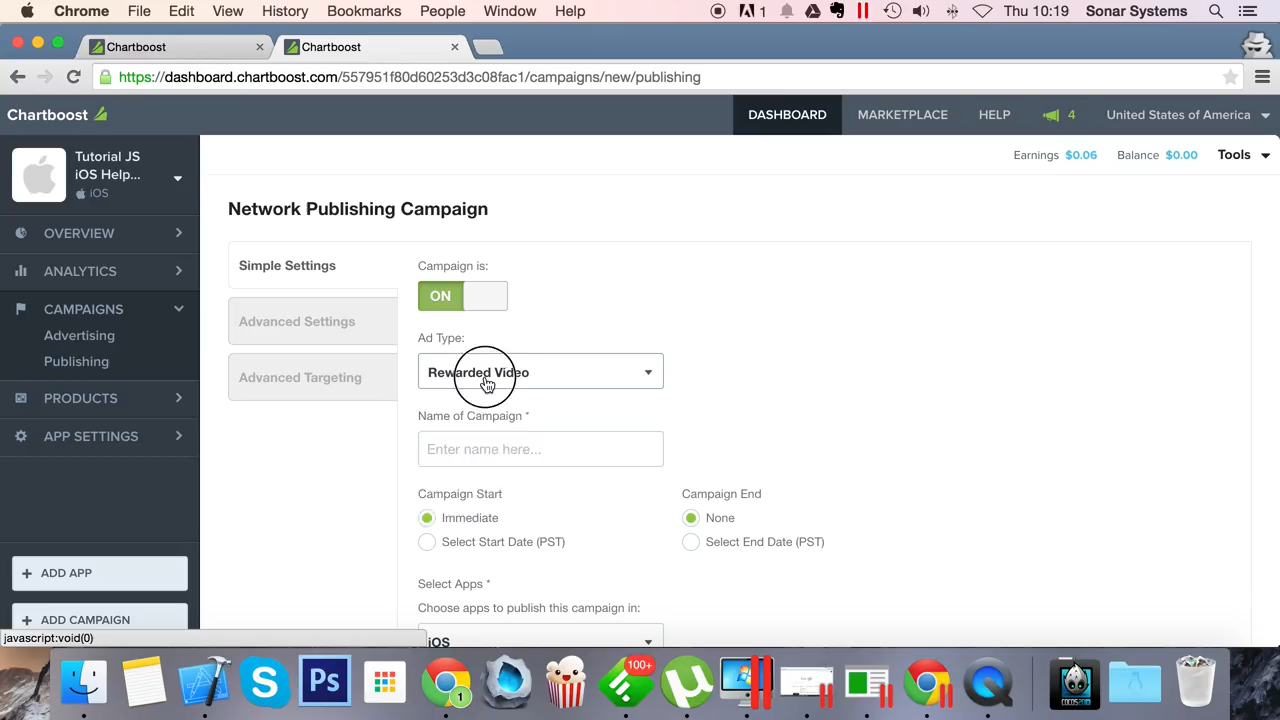 Chrome File Edit View History Bookmarks People Window Help 1 Thu 10:19 Sonar Systems
Chartboost Chartboost
https://dashboard.chartboost.com/557951f80d60253d3c08fac1/campaigns/new/publishing
Chartboost DASHBOARD MARKETPLACE HELP 4 United States of America
Tutorial JS
iOS Help...
iOS
Earnings $0.06 Balance $0.00 Tools
OVERVIEW
ANALYTICS
CAMPAIGNS
Advertising
Publishing
PRODUCTS
APP SETTINGS
+ ADD APP
+ ADD CAMPAIGN
javascript:void(0)
Network Publishing Campaign
Simple Settings
Advanced Settings
Advanced Targeting
Campaign is:
ON
Ad Type:
Rewarded Video
Name of Campaign *
Enter name here...
Campaign Start Campaign End
Immediate None
Select Start Date (PST) Select End Date (PST)
Select Apps *
Choose apps to publish this campaign in:
iOS
Ps 1 100+
COCOS2D-X